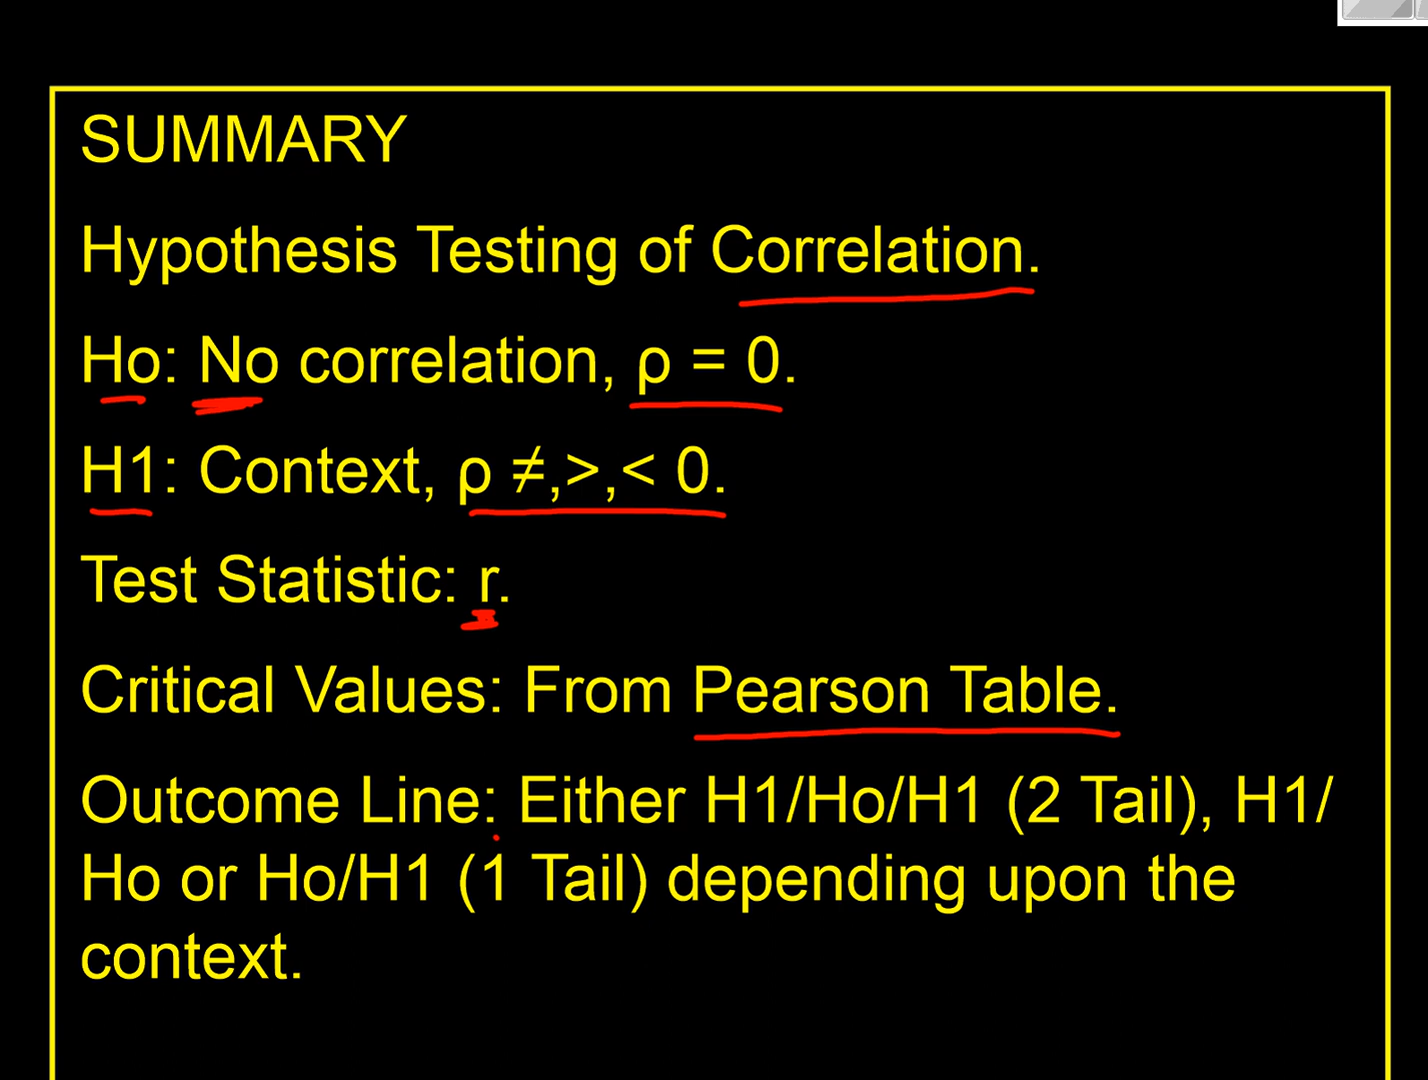 SUMMARY
Hypothesis Testing of Correlation.
Ho: No correlation, ρ = 0.
H1: Context, ρ ≠,>,< 0.
Test Statistic: r.
Critical Values: From Pearson Table.
Outcome Line: Either H1/Ho/H1 (2 Tail), H1/
Ho or Ho/H1 (1 Tail) depending upon the
context.